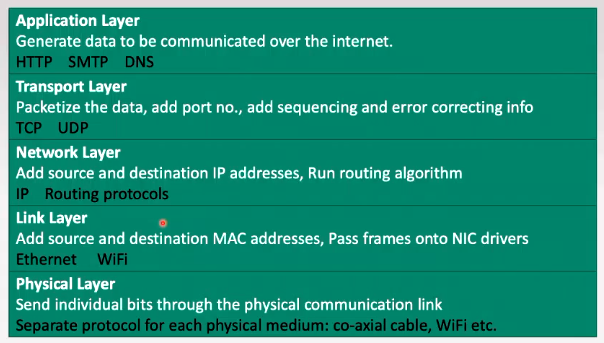 Application Layer
Generate data to be communicated over the internet.
HTTP SMTP DNS
Transport Layer
Packetize the data, add port no., add sequencing and error correcting info
TCP UDP
Network Layer
Add source and destination IP addresses, Run routing algorithm
IP Routing protocols
Link Layer
Add source and destination MAC addresses, Pass frames onto NIC drivers
Ethernet WiFi
Physical Layer
Send individual bits through the physical communication link
Separate protocol for each physical medium: co-axial cable, WiFi etc.